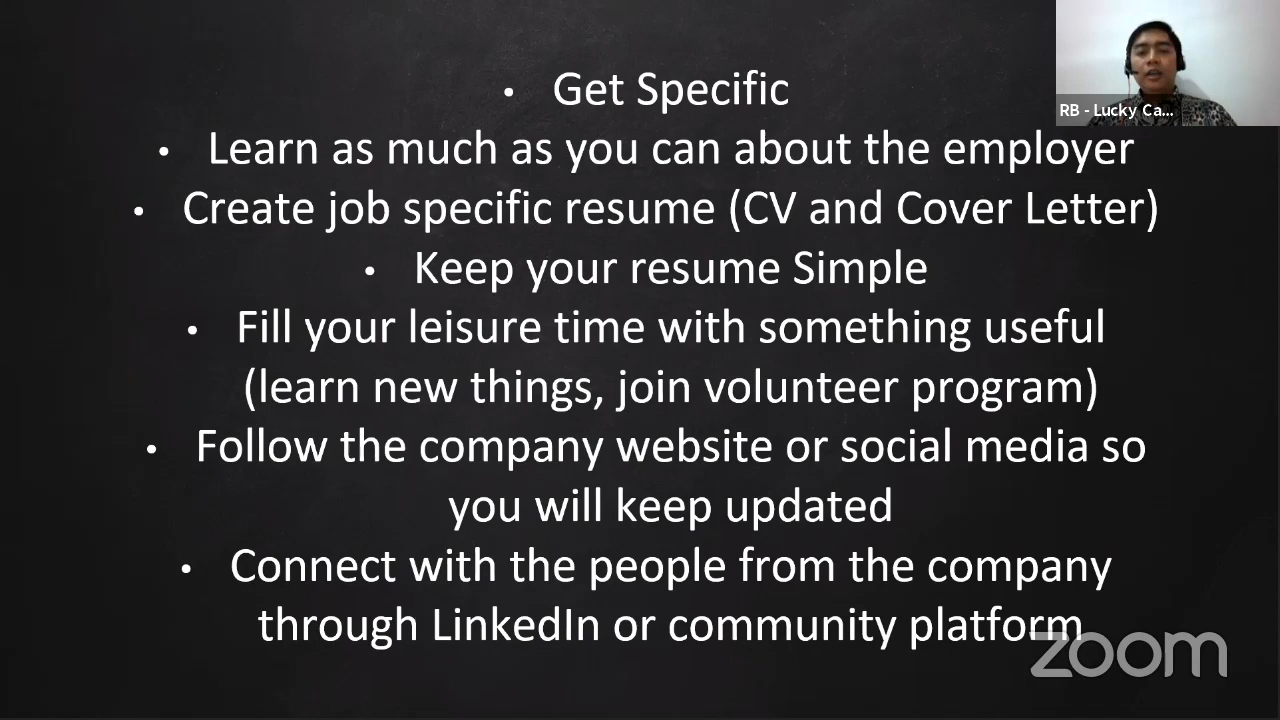 • Get Specific
• Learn as much as you can about the employer
• Create job specific resume (CV and Cover Letter)
• Keep your resume Simple
• Fill your leisure time with something useful
(learn new things, join volunteer program)
• Follow the company website or social media so
you will keep updated
• Connect with the people from the company
through LinkedIn or community platform
RB - Lucky Ca...
zoom